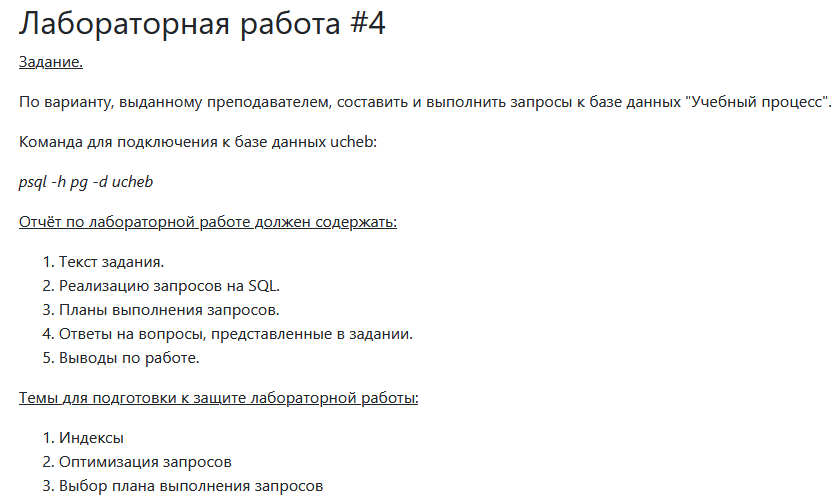 Лабораторная работа #4
Задание.
По варианту, выданному преподавателем, составить и выполнить запросы к базе данных "Учебный процесс".
Команда для подключения к базе данных ucheb:
psql -h pg -d ucheb
Отчёт по лабораторной работе должен содержать:
1. Текст задания.
2. Реализацию запросов на SQL.
3. Планы выполнения запросов.
4. Ответы на вопросы, представленные в задании.
5. Выводы по работе.
Темы для подготовки к защите лабораторной работы:
1. Индексы
2. Оптимизация запросов
3. Выбор плана выполнения запросов